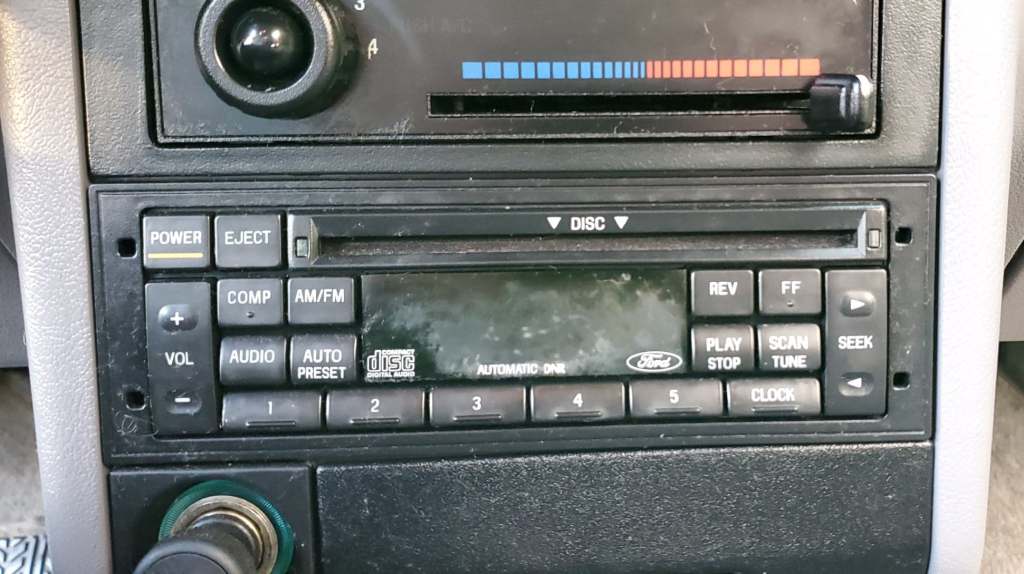 3
4
DISC
POWER EJECT
COMP AM/FM
REV FF
+
VOL
-
AUDIO AUTO PRESET
COMPACT
disc
DIGITAL AUDIO
AUTOMATIC DNR
Ford
PLAY STOP
SCAN TUNE
SEEK
1 2 3 4 5 CLOCK